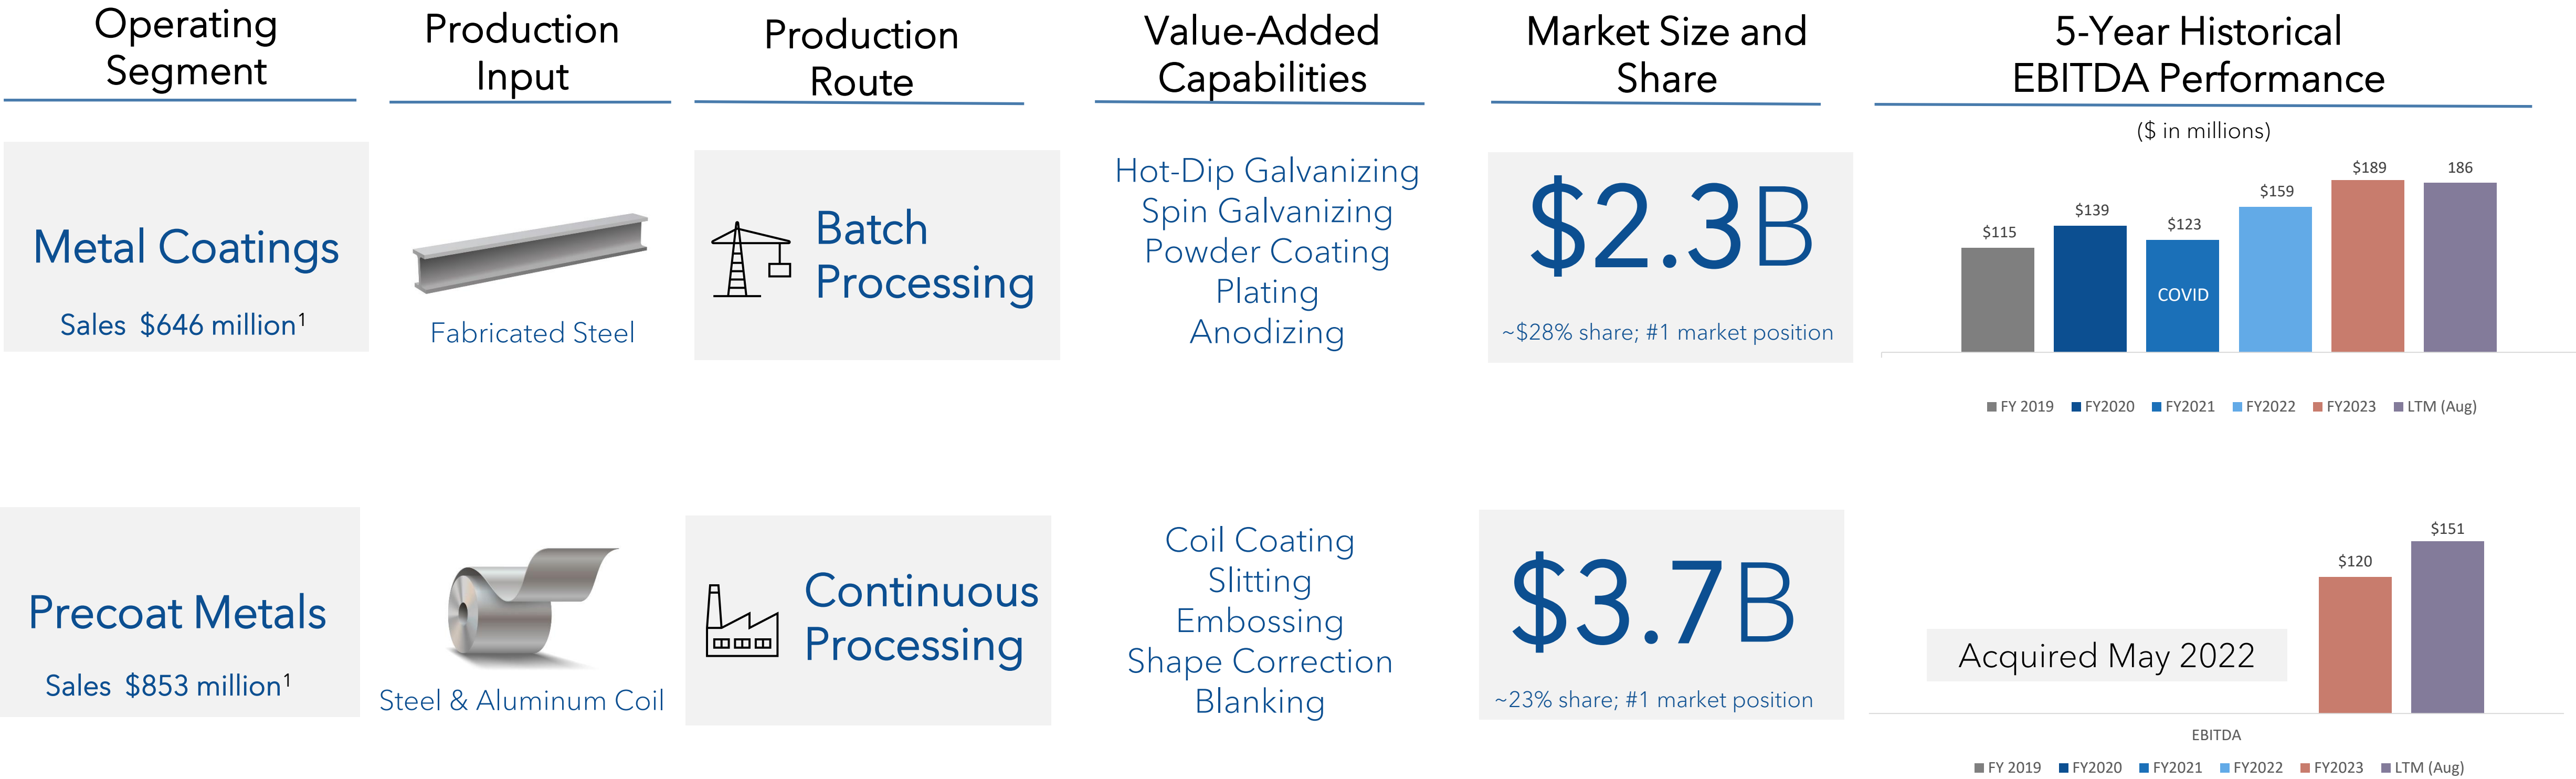 Operating
Segment
Production
Input
Production
Route
Value-Added
Capabilities
Market Size and
Share
5-Year Historical
EBITDA Performance
Metal Coatings
Sales $646 million1
Fabricated Steel
Batch
Processing
Hot-Dip Galvanizing
Spin Galvanizing
Powder Coating
Plating
Anodizing
$2.3B
~$28% share; #1 market position
($ in millions)
$115
$139
$123
COVID
$159
$189
186
FY 2019 FY2020 FY2021 FY2022 FY2023 LTM (Aug)
Precoat Metals
Sales $853 million1
Steel & Aluminum Coil
Continuous
Processing
Coil Coating
Slitting
Embossing
Shape Correction
Blanking
$3.7B
~23% share; #1 market position
Acquired May 2022
$120
$151
EBITDA
FY 2019 FY2020 FY2021 FY2022 FY2023 LTM (Aug)